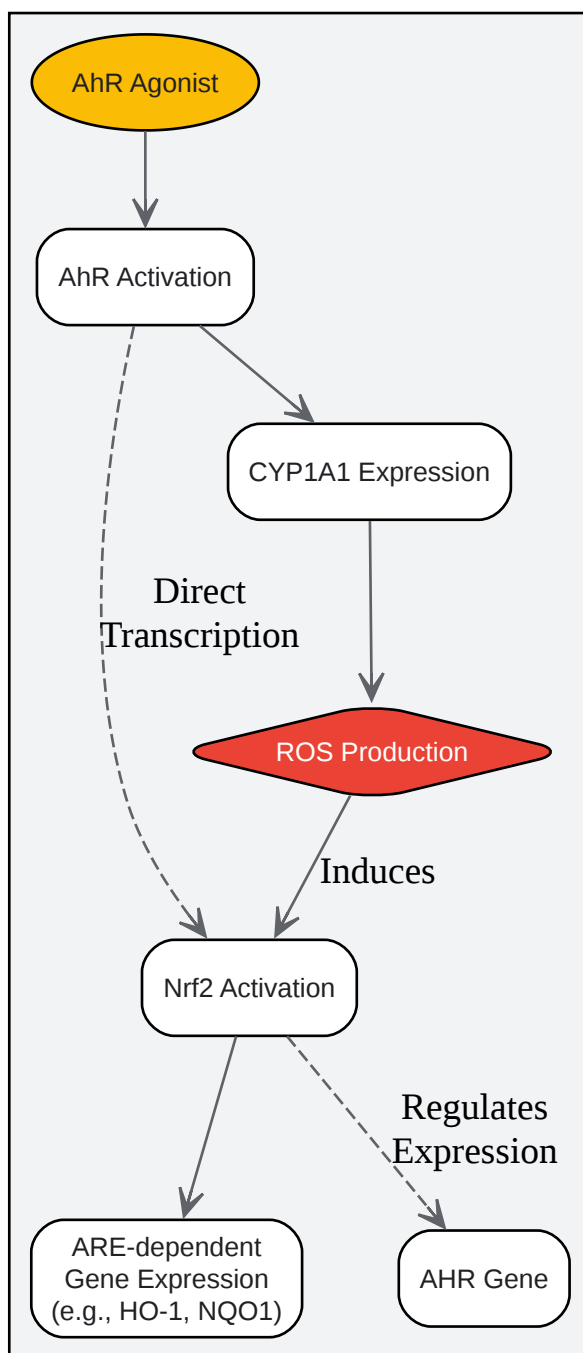 AhR Agonist
AhR Activation
CYP1A1 Expression
Direct
Transcription
ROS Production
Induces
Nrf2 Activation
Regulates
Expression
ARE-dependent
Gene Expression
(e.g., HO-1, NQO1)
AHR Gene